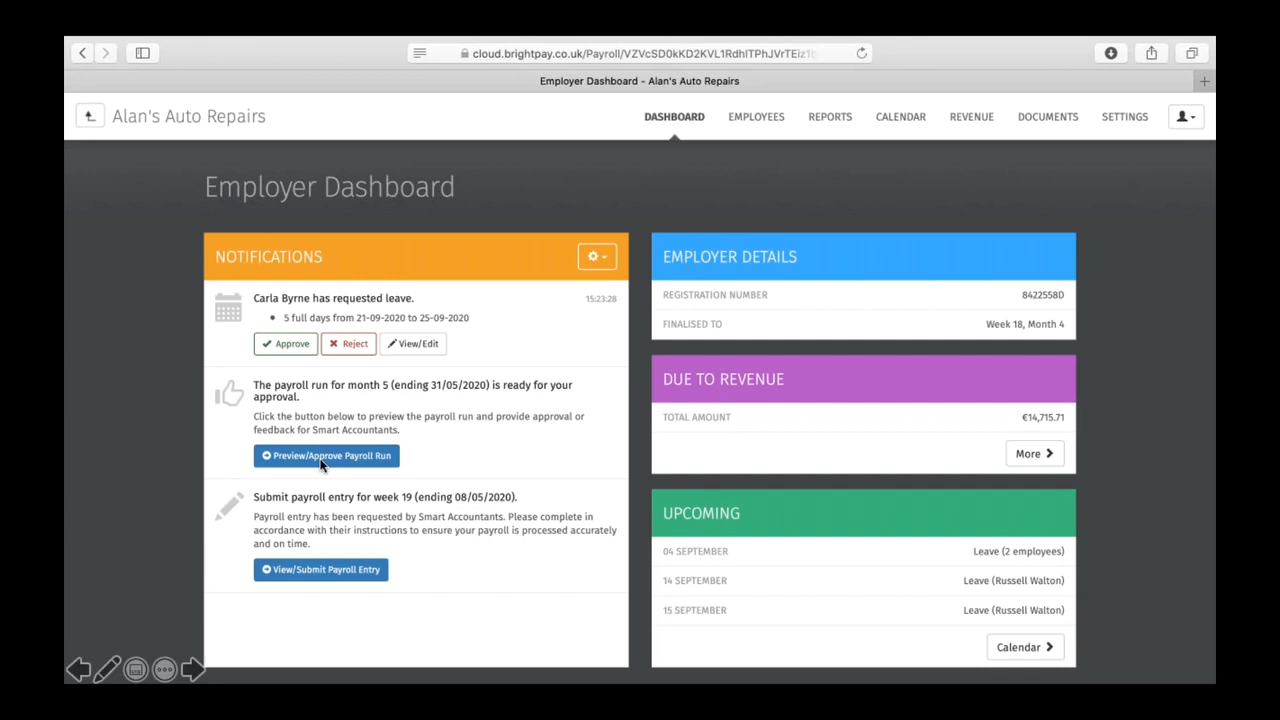 cloud.brightpay.co.uk/Payroll/VZVcSD0kKD2KVL1RdhlTPhJVrTEiz1
Employer Dashboard - Alan's Auto Repairs
Alan's Auto Repairs
DASHBOARD EMPLOYEES REPORTS CALENDAR REVENUE DOCUMENTS SETTINGS
Employer Dashboard
NOTIFICATIONS
Carla Byrne has requested leave. 15:23:28
• 5 full days from 21-09-2020 to 25-09-2020
Approve Reject View/Edit
The payroll run for month 5 (ending 31/05/2020) is ready for your
approval.
Click the button below to preview the payroll run and provide approval or
feedback for Smart Accountants.
Preview/Approve Payroll Run
Submit payroll entry for week 19 (ending 08/05/2020).
Payroll entry has been requested by Smart Accountants. Please complete in
accordance with their instructions to ensure your payroll is processed accurately
and on time.
View/Submit Payroll Entry
EMPLOYER DETAILS
REGISTRATION NUMBER 8422558D
FINALISED TO Week 18, Month 4
DUE TO REVENUE
TOTAL AMOUNT €14,715.71
More
UPCOMING
04 SEPTEMBER Leave (2 employees)
14 SEPTEMBER Leave (Russell Walton)
15 SEPTEMBER Leave (Russell Walton)
Calendar